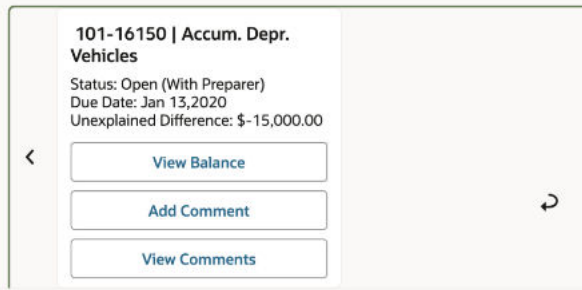 101-16150 | Accum. Depr.
Vehicles
Status: Open (With Preparer)
Due Date: Jan 13,2020
Unexplained Difference: $-15,000.00
View Balance
Add Comment
View Comments